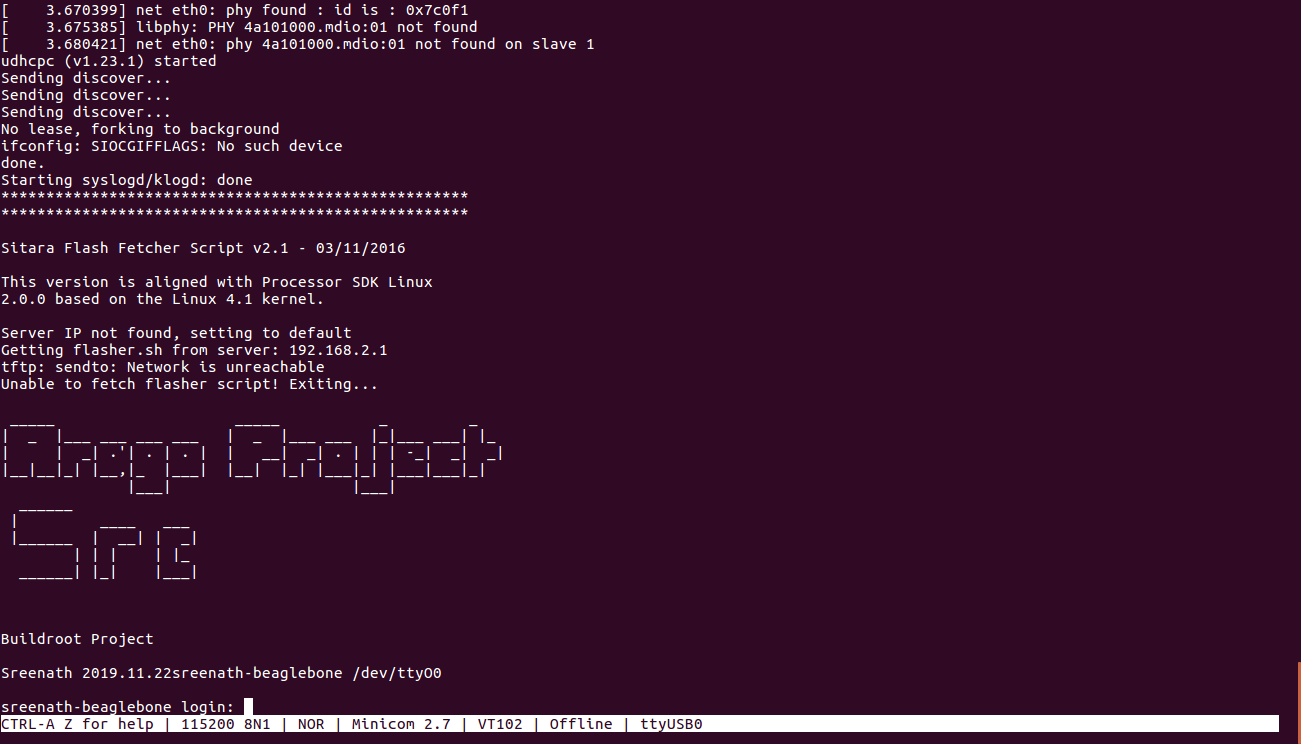 [    3.670399] net eth0: phy found : id is : 0x7c0f1
[    3.675385] libphy: PHY 4a101000.mdio:01 not found
[    3.680421] net eth0: phy 4a101000.mdio:01 not found on slave 1
udhcpc (v1.23.1) started
Sending discover...
Sending discover...
Sending discover...
No lease, forking to background
ifconfig: SIOCGIFFLAGS: No such device
done.
Starting syslogd/klogd: done
****************************************************
****************************************************
Sitara Flash Fetcher Script v2.1 - 03/11/2016
This version is aligned with Processor SDK Linux
2.0.0 based on the Linux 4.1 kernel.
Server IP not found, setting to default
Getting flasher.sh from server: 192.168.2.1
tftp: sendto: Network is unreachable
Unable to fetch flasher script! Exiting...
Arago Project
Sre
Buildroot Project
Sreenath 2019.11.22sreenath-beaglebone /dev/ttyO0
sreenath-beaglebone login:
CTRL-A Z for help | 115200 8N1 | NOR | Minicom 2.7 | VT102 | Offline | ttyUSB0